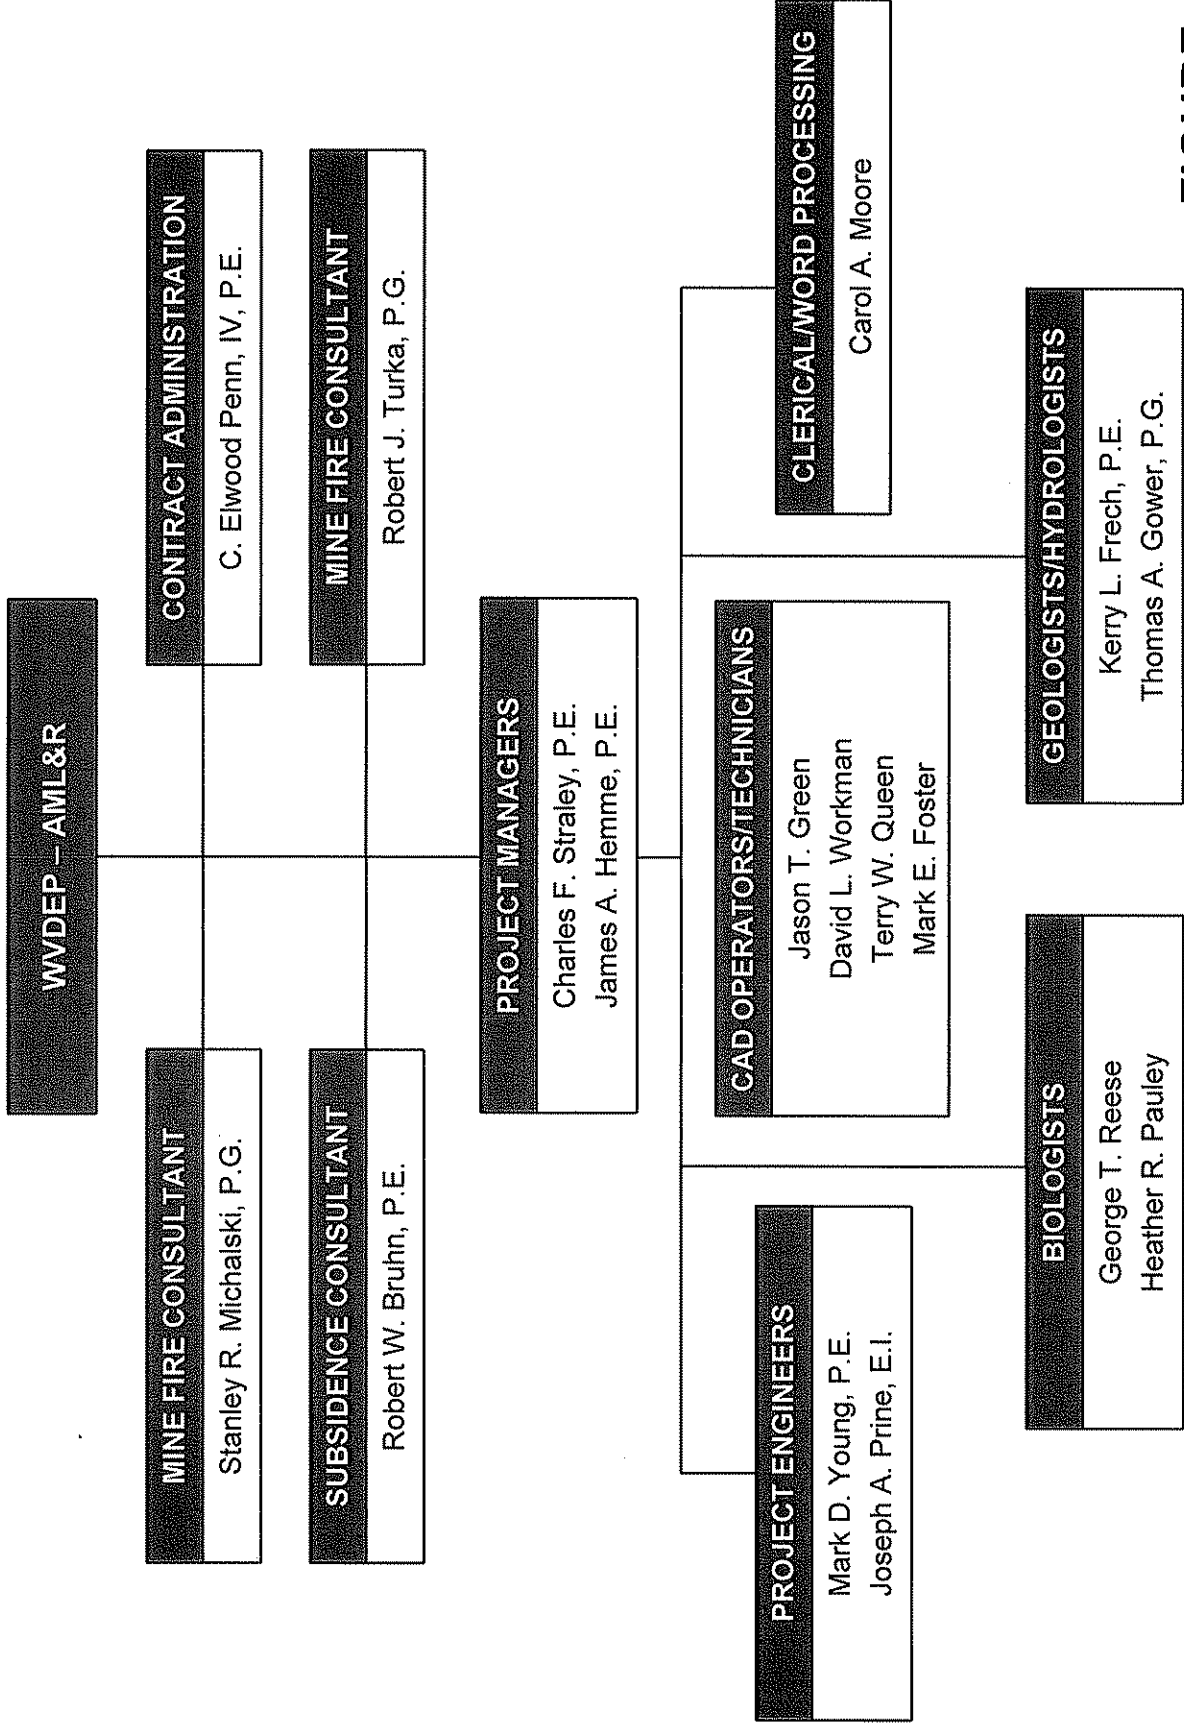 WVDEP – AML&R
MINE FIRE CONSULTANT
Stanley R. Michalski, P.G.
CONTRACT ADMINISTRATION
C. Elwood Penn, IV, P.E.
SUBSIDENCE CONSULTANT
Robert W. Bruhn, P.E.
MINE FIRE CONSULTANT
Robert J. Turka, P.G.
PROJECT MANAGERS
Charles F. Straley, P.E.
James A. Hemme, P.E.
PROJECT ENGINEERS
Mark D. Young, P.E.
Joseph A. Prine, E.I.
CAD OPERATORS/TECHNICIANS
Jason T. Green
David L. Workman
Terry W. Queen
Mark E. Foster
CLERICAL/WORD PROCESSING
Carol A. Moore
BIOLOGISTS
George T. Reese
Heather R. Pauley
GEOLOGISTS/HYDROLOGISTS
Kerry L. Frech, P.E.
Thomas A. Gower, P.G.